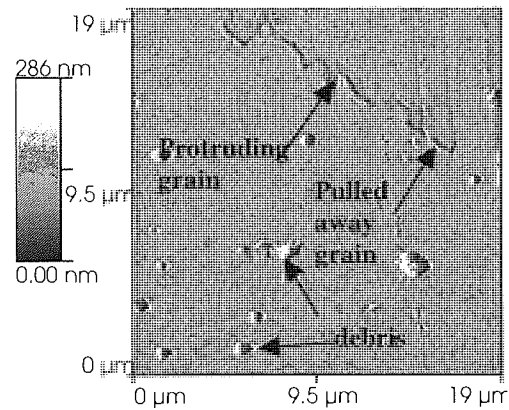 19 µm
286 nm
Protruding
grain
9.5 µm
Pulled
away
grain
0.00 nm
debris
0 µm
0 µm
9.5 µm
19 µm